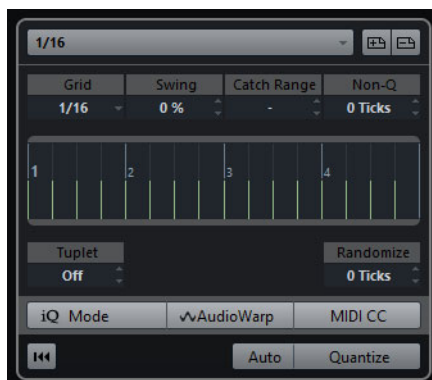 1/16
Grid Swing Catch Range Non-Q
1/16 0 % - 0 Ticks
1 2 3 4
Tuplet Randomize
Off 0 Ticks
iQ Mode AudioWarp MIDI CC
Auto Quantize